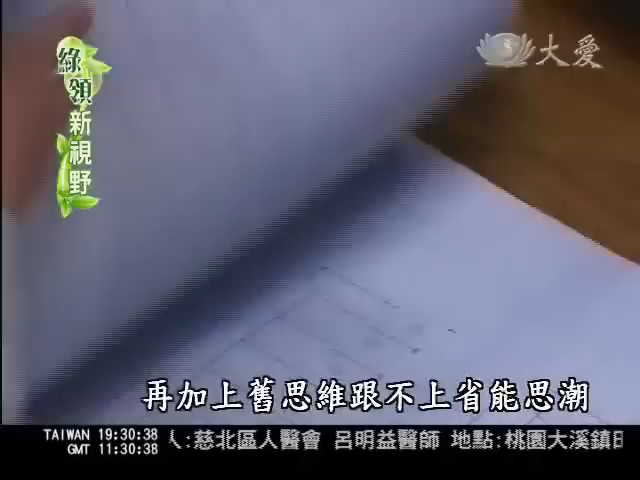 大愛
綠領新視野
再加上舊思維跟不上省能思潮
TAIWAN 19:30:38
GMT 11:30:38
人:慈北區人醫會 呂明益醫師 地點:桃園大溪鎮